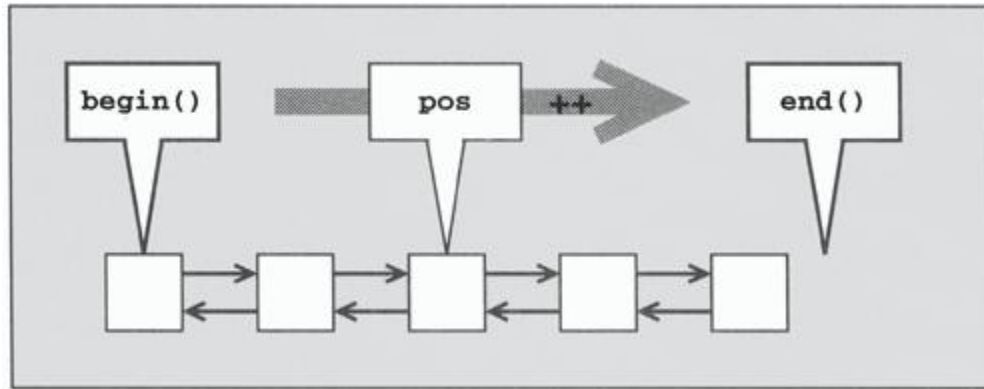 begin()
pos
++
end()